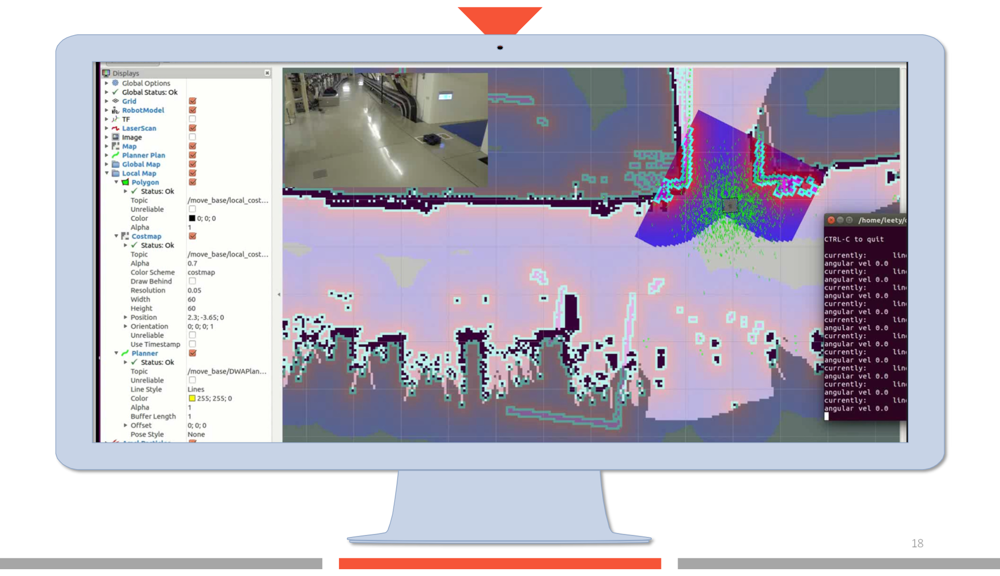 Displays
Global Options
Global Status: Ok
Grid
RobotModel
TF
LaserScan
Image
Map
Planner Plan
Global Map
Local Map
Polygon
Status: Ok
Topic /move_base/local_cost...
Unreliable
Color 0; 0; 0
Alpha 1
Costmap
Status: Ok
Topic /move_base/local_cost...
Alpha 0.7
Color Scheme costmap
Draw Behind
Resolution 0.05
Width 60
Height 60
Position 2.3; -3.65; 0
Orientation 0; 0; 0; 1
Unreliable
Use Timestamp
Planner
Status: Ok
Topic /move_base/DWAPlan...
Unreliable
Line Style Lines
Color 255; 255; 0
Alpha 1
Buffer Length 1
Offset 0; 0; 0
Pose Style None
/home/leety/
CTRL-C to quit
currently: lin
angular vel 0.0
currently: lin
angular vel 0.0
currently: lin
angular vel 0.0
currently: lin
angular vel 0.0
currently: lin
angular vel 0.0
currently: lin
angular vel 0.0
currently: lin
angular vel 0.0
currently: lin
angular vel 0.0
currently: lin
angular vel 0.0
currently: lin
angular vel 0.0
18